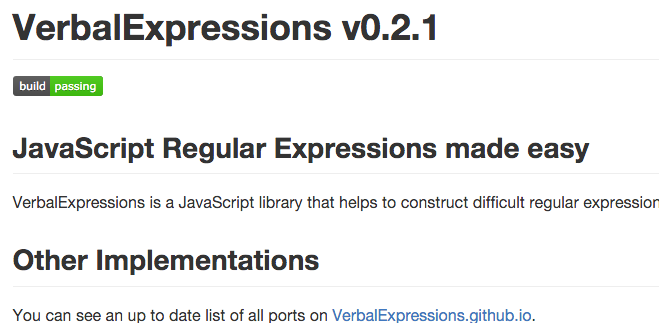 VerbalExpressions v0.2.1
build passing
JavaScript Regular Expressions made easy
VerbalExpressions is a JavaScript library that helps to construct difficult regular expression
Other Implementations
You can see an up to date list of all ports on VerbalExpressions.github.io.